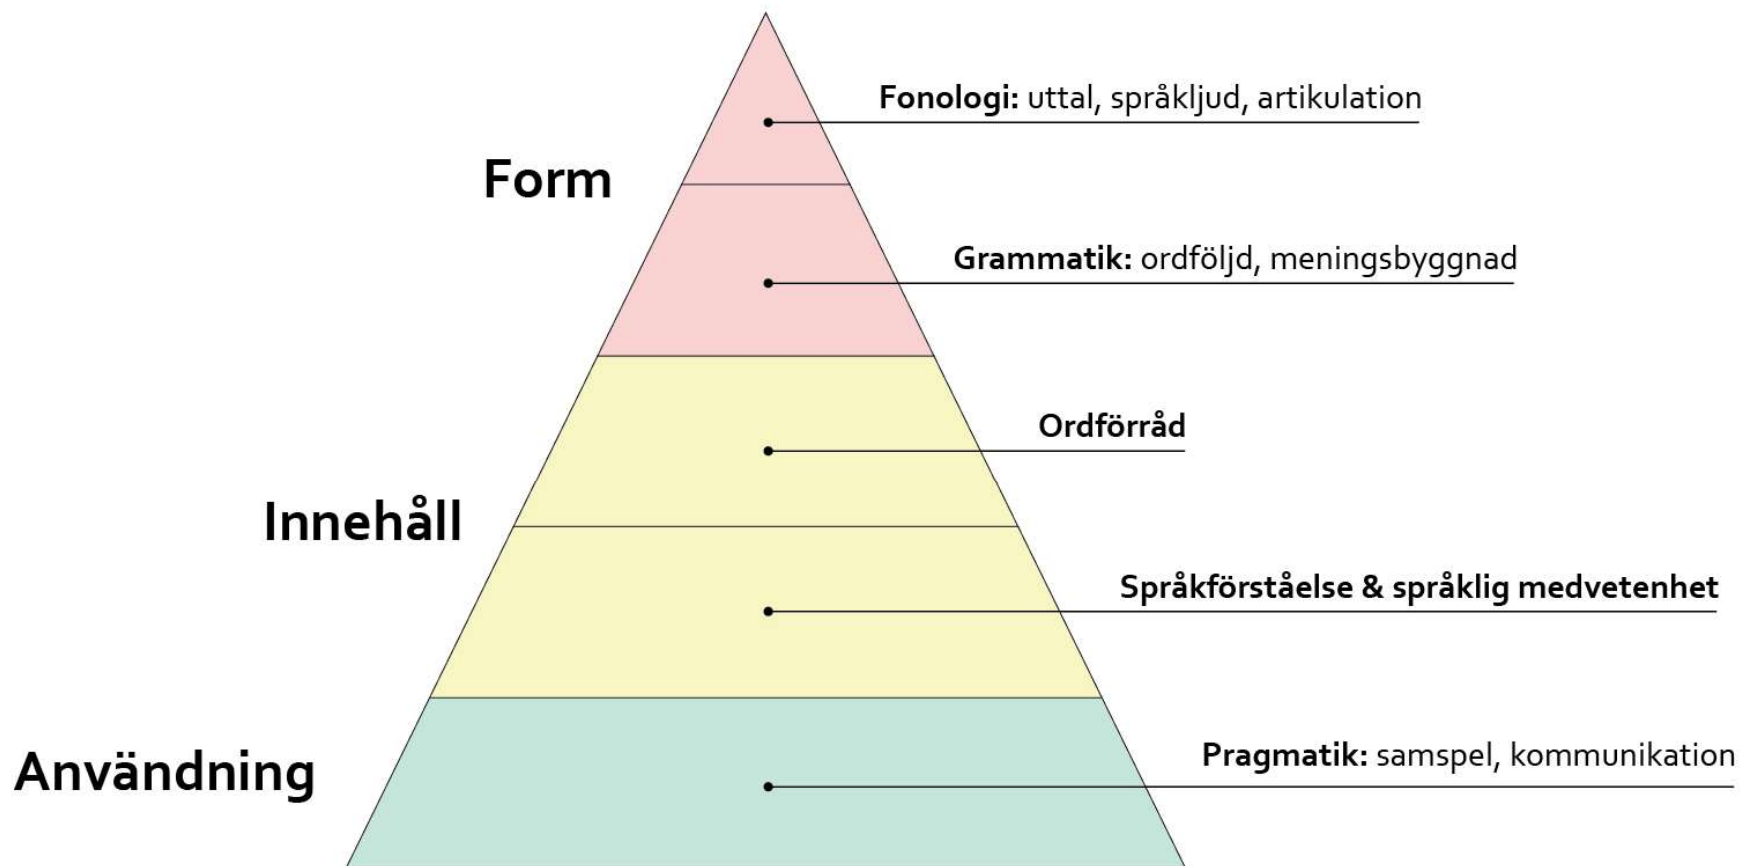 Fonologi: uttal, språkljud, artikulation
Form
Grammatik: ordföljd, meningsbyggnad
Ordförråd
Innehåll
Språkförståelse & språklig medvetenhet
Pragmatik: samspel, kommunikation
Användning